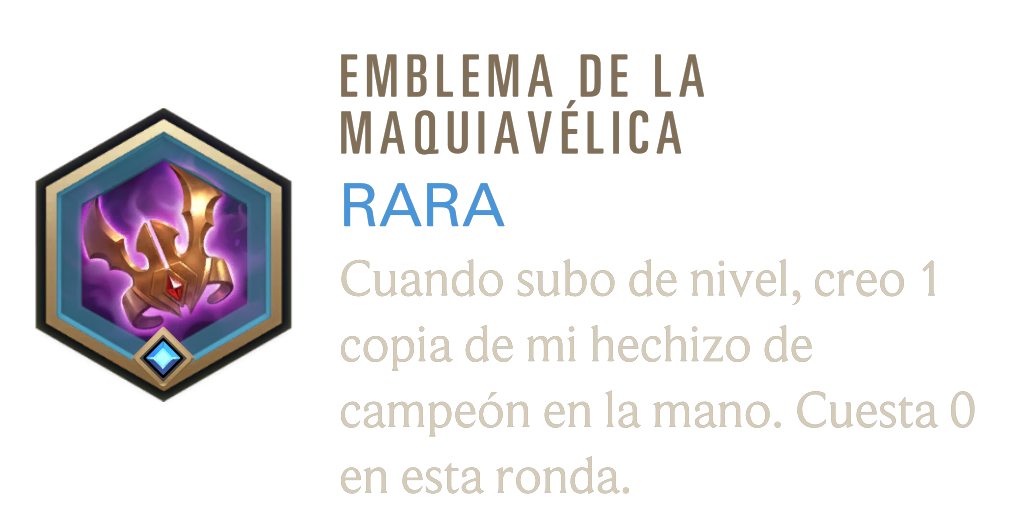 EMBLEMA DE LA
MAQUIAVÉLICA
RARA
Cuando subo de nivel, creo 1
copia de mi hechizo de
campeón en la mano. Cuesta 0
en esta ronda.